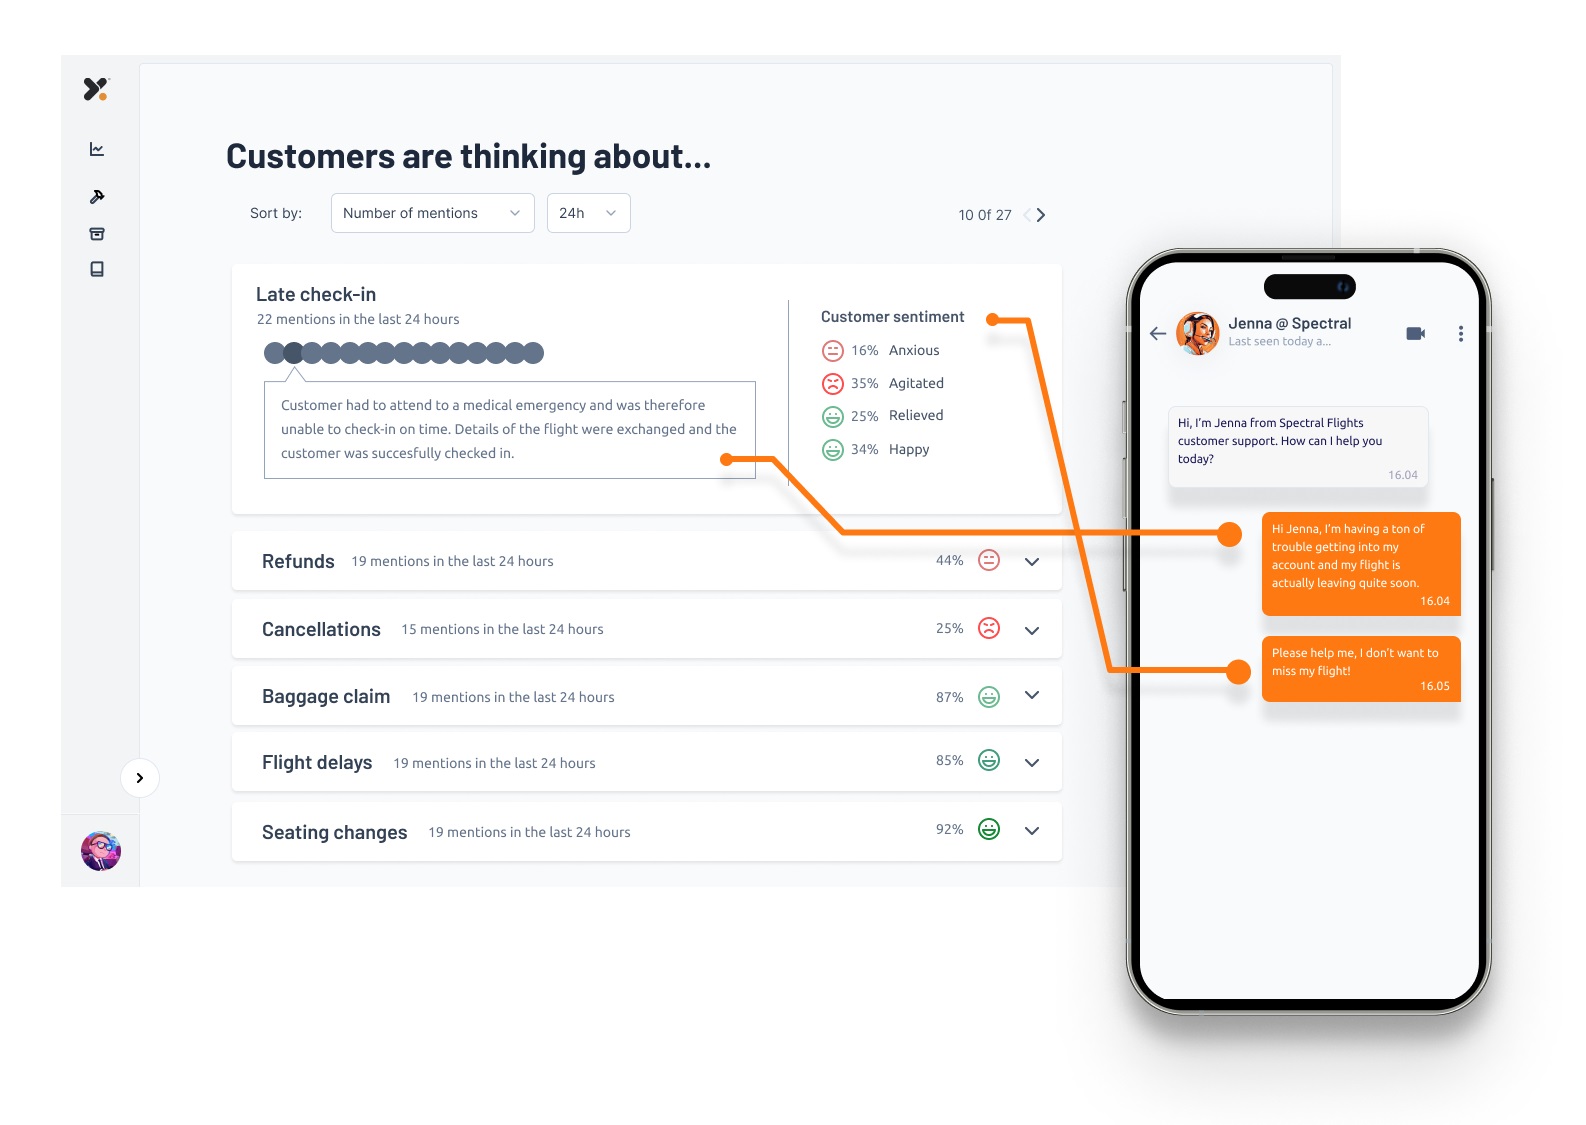 Customers are thinking about...
Sort by:
Number of mentions
24h
10 Of 27
Late check-in
22 mentions in the last 24 hours
Customer had to attend to a medical emergency and was therefore
unable to check-in on time. Details of the flight were exchanged and the
customer was succesfully checked in.
Customer sentiment
16% Anxious
35% Agitated
25% Relieved
34% Happy
Refunds 19 mentions in the last 24 hours 44%
Cancellations 15 mentions in the last 24 hours 25%
Baggage claim 19 mentions in the last 24 hours 87%
Flight delays 19 mentions in the last 24 hours 85%
Seating changes 19 mentions in the last 24 hours 92%
Jenna @ Spectral
Last seen today a...
Hi, I'm Jenna from Spectral Flights
customer support. How can I help you
today?
16.04
Hi Jenna, I'm having a ton of
trouble getting into my
account and my flight is
actually leaving quite soon.
16.04
Please help me, I don't want to
miss my flight!
16.05